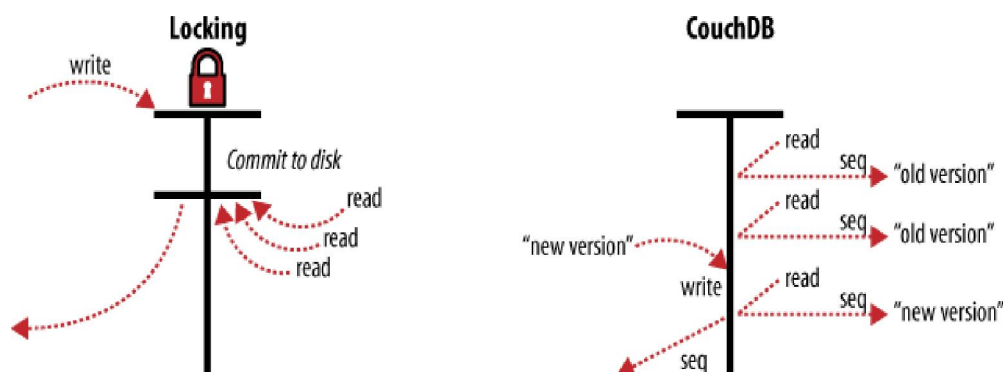 Locking
write
Commit to disk
read
read
read
CouchDB
read
seq
"old version"
read
seq
"old version"
"new version"
write
read
seq
"new version"
seq